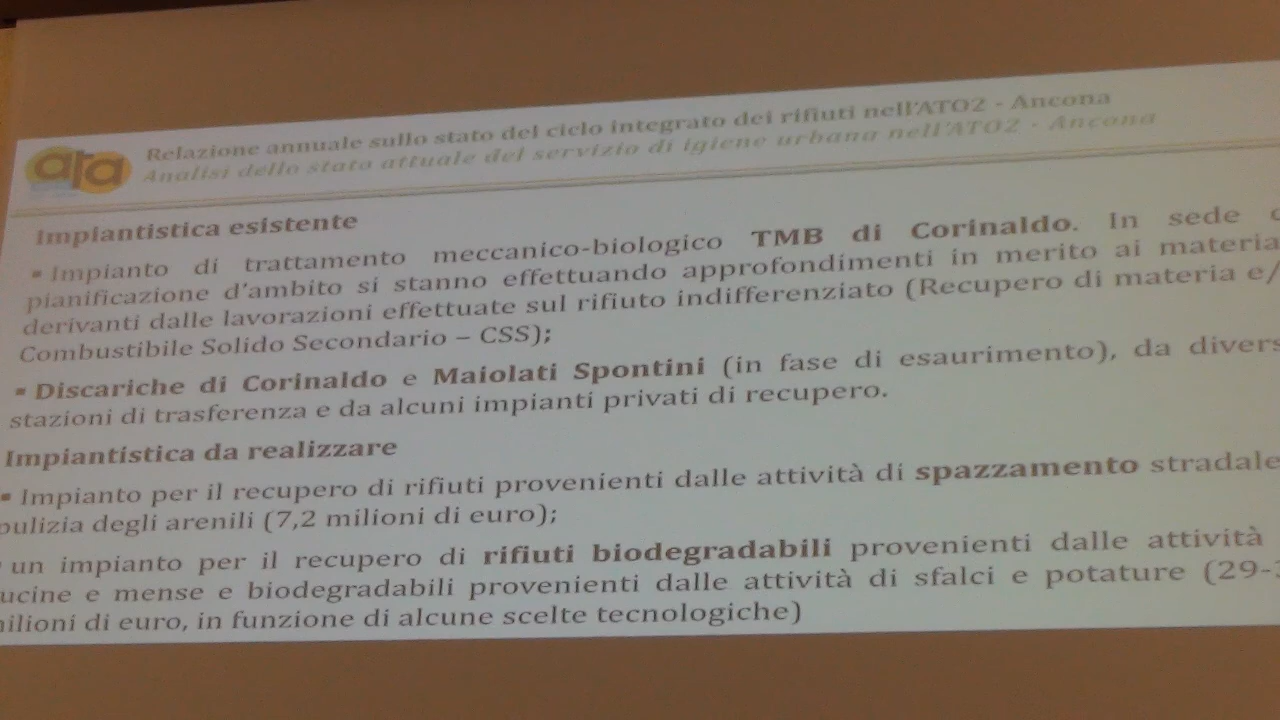 ata
Relazione annuale sullo stato del ciclo integrato dei rifiuti nell'ATO2 - Ancona
Analisi dello stato attuale del servizio di igiene urbana nell'ATO2 - Ancona
Impiantistica esistente
▪ Impianto di trattamento meccanico-biologico TMB di Corinaldo. In sede
pianificazione d'ambito si stanno effettuando approfondimenti in merito ai materia
derivanti dalle lavorazioni effettuate sul rifiuto indifferenziato (Recupero di materia e/
Combustibile Solido Secondario – CSS);
▪ Discariche di Corinaldo e Maiolati Spontini (in fase di esaurimento), da divers
stazioni di trasferenza e da alcuni impianti privati di recupero.
Impiantistica da realizzare
▪ Impianto per il recupero di rifiuti provenienti dalle attività di spazzamento stradale
pulizia degli arenili (7,2 milioni di euro);
un impianto per il recupero di rifiuti biodegradabili provenienti dalle attività
ucine e mense e biodegradabili provenienti dalle attività di sfalci e potature (29-
ilioni di euro, in funzione di alcune scelte tecnologiche)